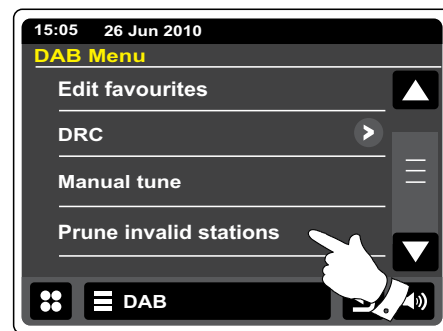 15:05 26 Jun 2010
DAB Menu
Edit favourites
DRC
Manual tune
Prune invalid stations
DAB